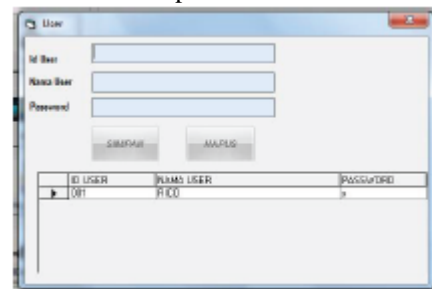 User
Id User
Nama User
Password
SIMPAN HAPUS
ID USER NAMA USER PASSWORD
001 RICO